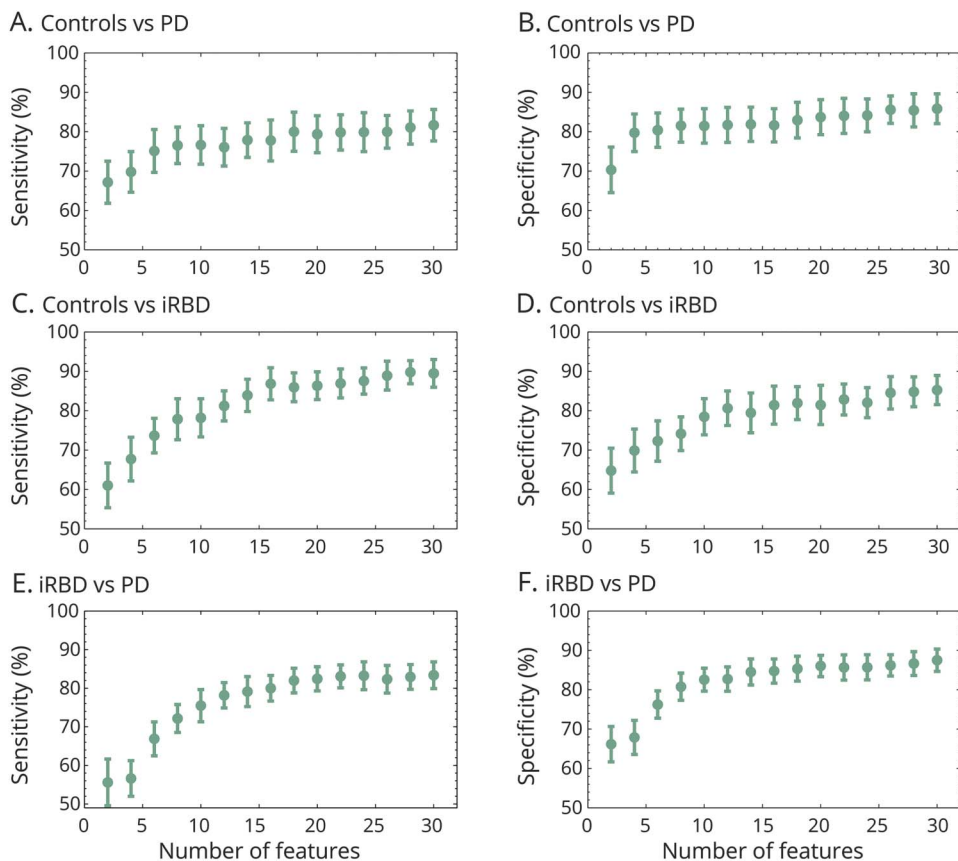 A. Controls vs PD
Sensitivity (%)
100
90
80
70
60
50
0 5 10 15 20 25 30
B. Controls vs PD
Specificity (%)
100
90
80
70
60
50
0 5 10 15 20 25 30
C. Controls vs iRBD
Sensitivity (%)
100
90
80
70
60
50
0 5 10 15 20 25 30
D. Controls vs iRBD
Specificity (%)
100
90
80
70
60
50
0 5 10 15 20 25 30
E. iRBD vs PD
Sensitivity (%)
100
90
80
70
60
50
0 5 10 15 20 25 30
Number of features
F. iRBD vs PD
Specificity (%)
100
90
80
70
60
50
0 5 10 15 20 25 30
Number of features